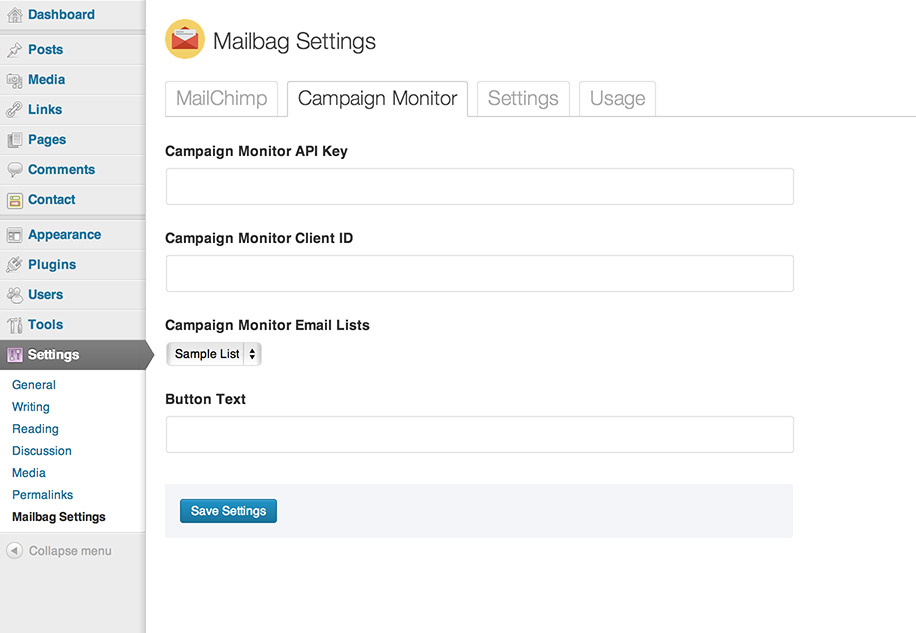 Dashboard
Posts
Media
Links
Pages
Comments
Contact
Appearance
Plugins
Users
Tools
Settings
General
Writing
Reading
Discussion
Media
Permalinks
Mailbag Settings
Collapse menu
Mailbag Settings
MailChimp Campaign Monitor Settings Usage
Campaign Monitor API Key
Campaign Monitor Client ID
Campaign Monitor Email Lists
Sample List
Button Text
Save Settings